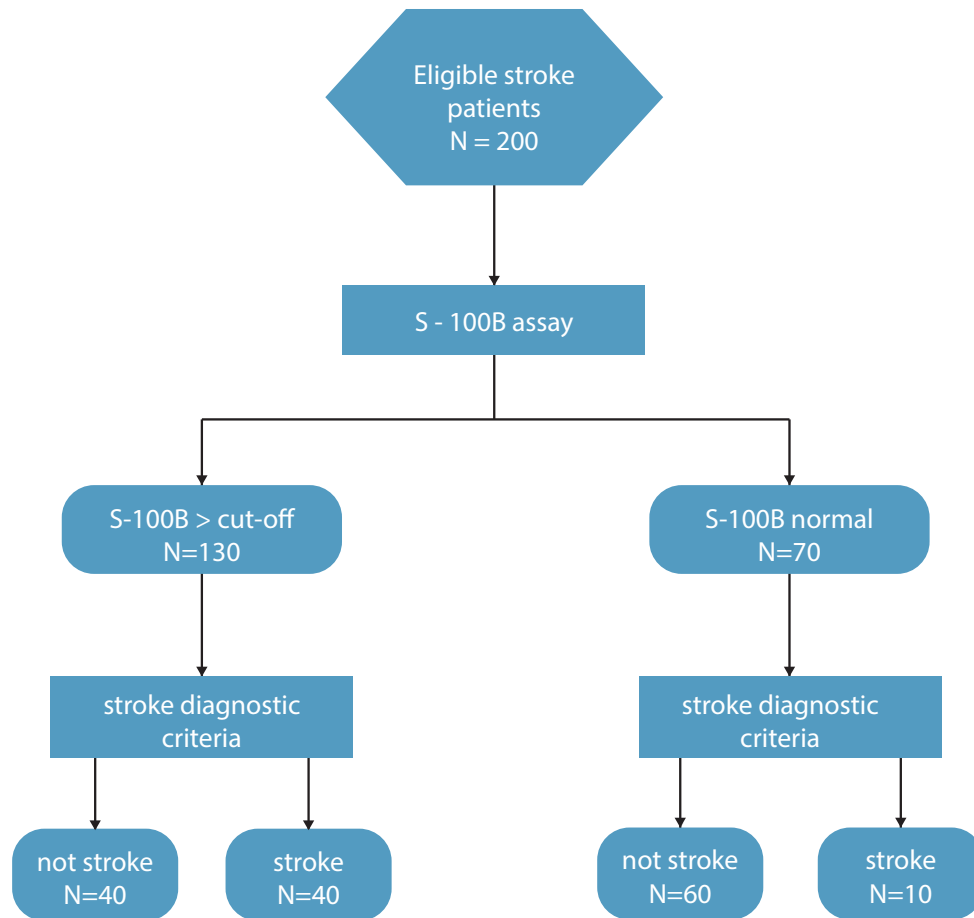 Eligible stroke
patients
N = 200
S - 100B assay
S-100B > cut-off
N=130
S-100B normal
N=70
stroke diagnostic
criteria
stroke diagnostic
criteria
not stroke
N=40
stroke
N=40
not stroke
N=60
stroke
N=10